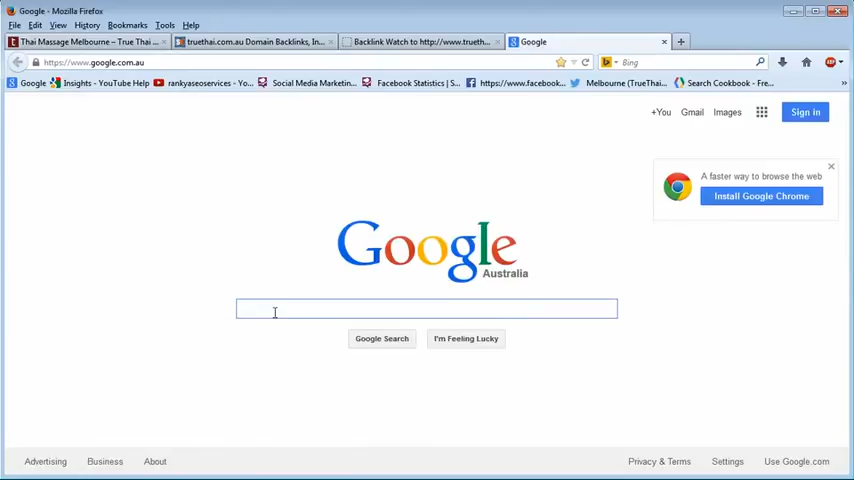 Google - Mozilla Firefox
File Edit View History Bookmarks Tools Help
Thai Massage Melbourne – True Thai ... truethai.com.au Domain Backlinks, In... Backlink Watch to http://www.trueth... Google
https://www.google.com.au Bing
Google Insights - YouTube Help rankyaseoservices - Yo... Social Media Marketin... Facebook Statistics | S... https://www.facebook... Melbourne (TrueThai... Search Cookbook - Fre...
+You Gmail Images Sign in
A faster way to browse the web
Install Google Chrome
Google
Australia
Google Search I'm Feeling Lucky
Advertising Business About Privacy & Terms Settings Use Google.com